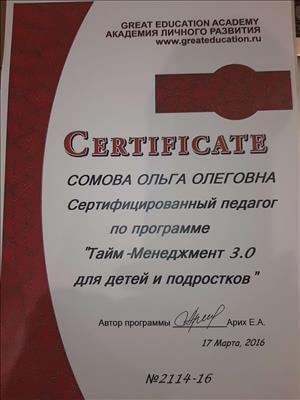 GREAT EDUCATION ACADEMY
АКАДЕМИЯ ЛИЧНОГО РАЗВИТИЯ
www.greateducation.ru
CERTIFICATE
СОМОВА ОЛЬГА ОЛЕГОВНА
Сертифицированный педагог
по программе
"Тайм-Менеджмент 3.0
для детей и подростков"
Автор программы Арих Е.А.
17 Марта, 2016
№2114-16